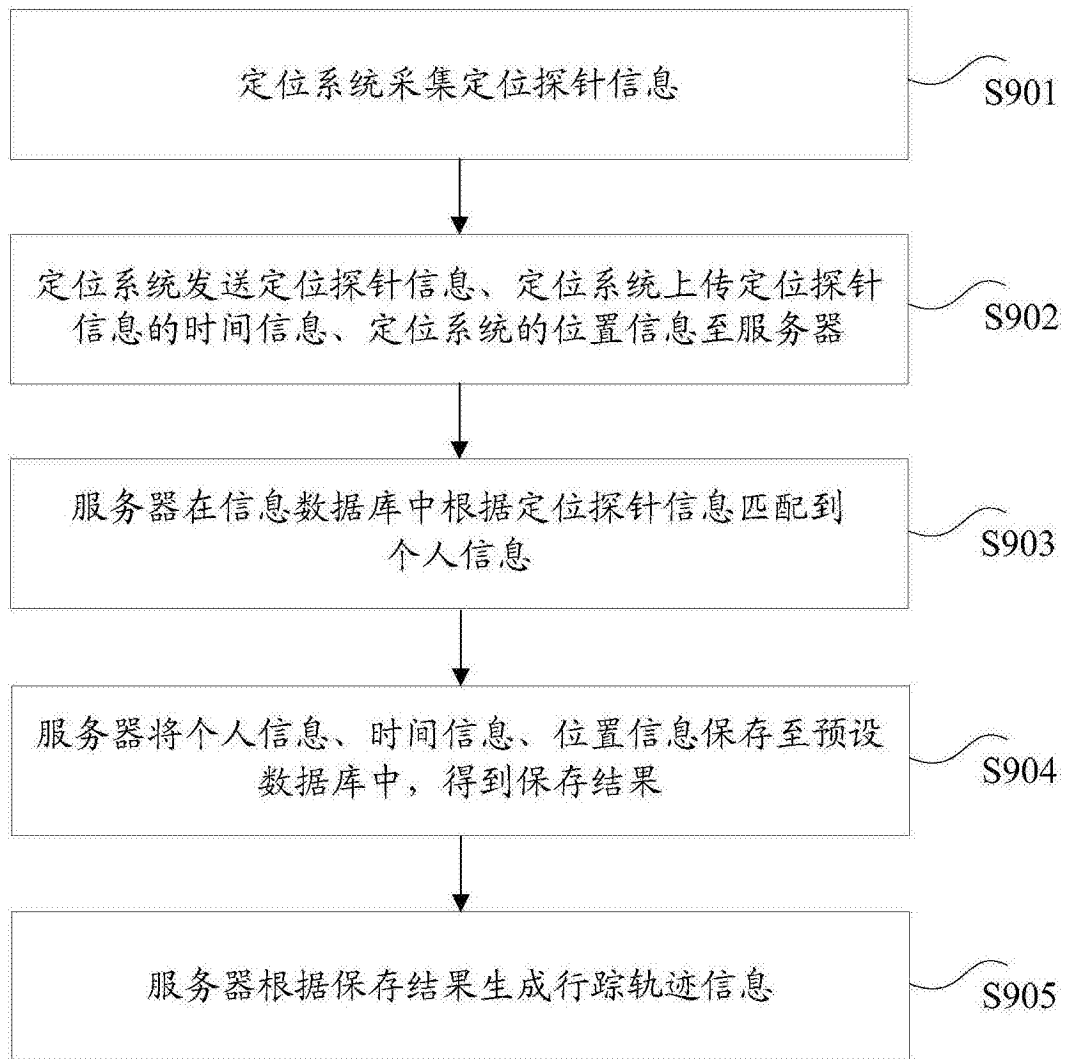 定位系统采集定位探针信息
S901
定位系统发送定位探针信息、定位系统上传定位探针
信息的时间信息、定位系统的位置信息至服务器
S902
服务器在信息数据库中根据定位探针信息匹配到
个人信息
S903
服务器将个人信息、时间信息、位置信息保存至预设
数据库中，得到保存结果
S904
服务器根据保存结果生成行踪轨迹信息
S905